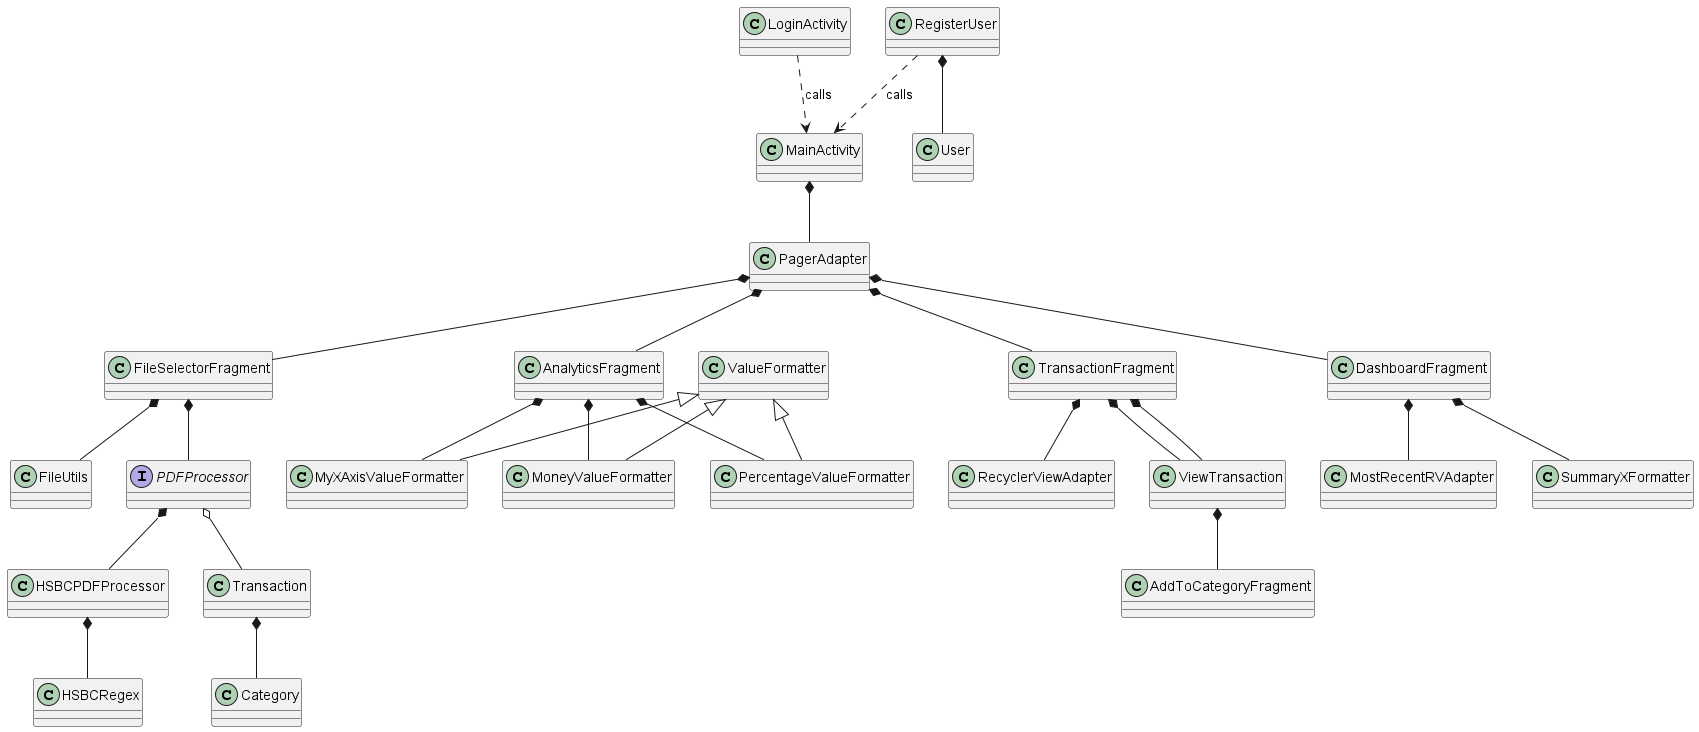 C LoginActivity
C RegisterUser
calls
calls
C MainActivity
C User
C PagerAdapter
C FileSelectorFragment
C AnalyticsFragment
C ValueFormatter
C TransactionFragment
C DashboardFragment
C FileUtils
I PDFProcessor
C MyXAxisValueFormatter
C MoneyValueFormatter
C PercentageValueFormatter
C RecyclerViewAdapter
C ViewTransaction
C MostRecentRVAdapter
C SummaryXFormatter
C HSBCPDFProcessor
C Transaction
C AddToCategoryFragment
C HSBCRegex
C Category